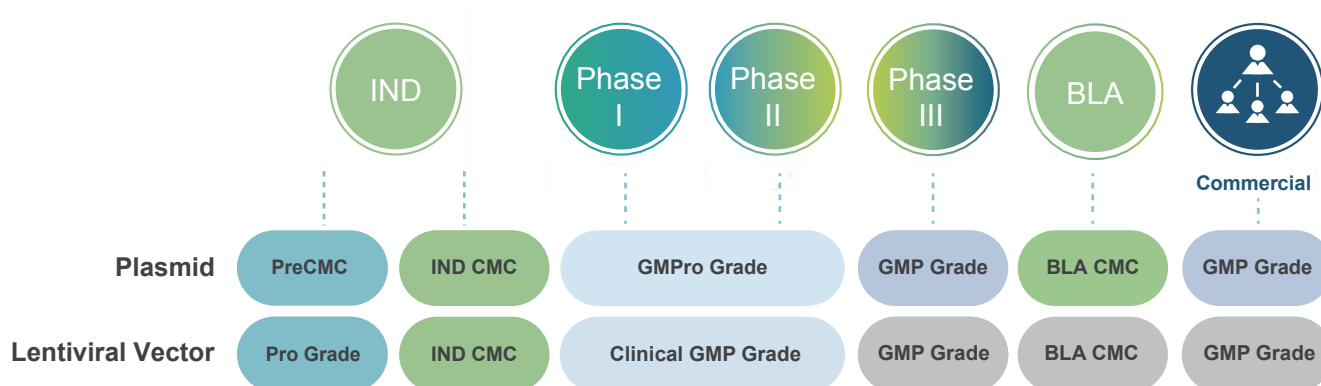 IND
Phase
I
Phase
II
Phase
III
BLA
Commercial
Plasmid
PreCMC
IND CMC
GMPro Grade
GMP Grade
BLA CMC
GMP Grade
Lentiviral Vector
Pro Grade
IND CMC
Clinical GMP Grade
GMP Grade
BLA CMC
GMP Grade